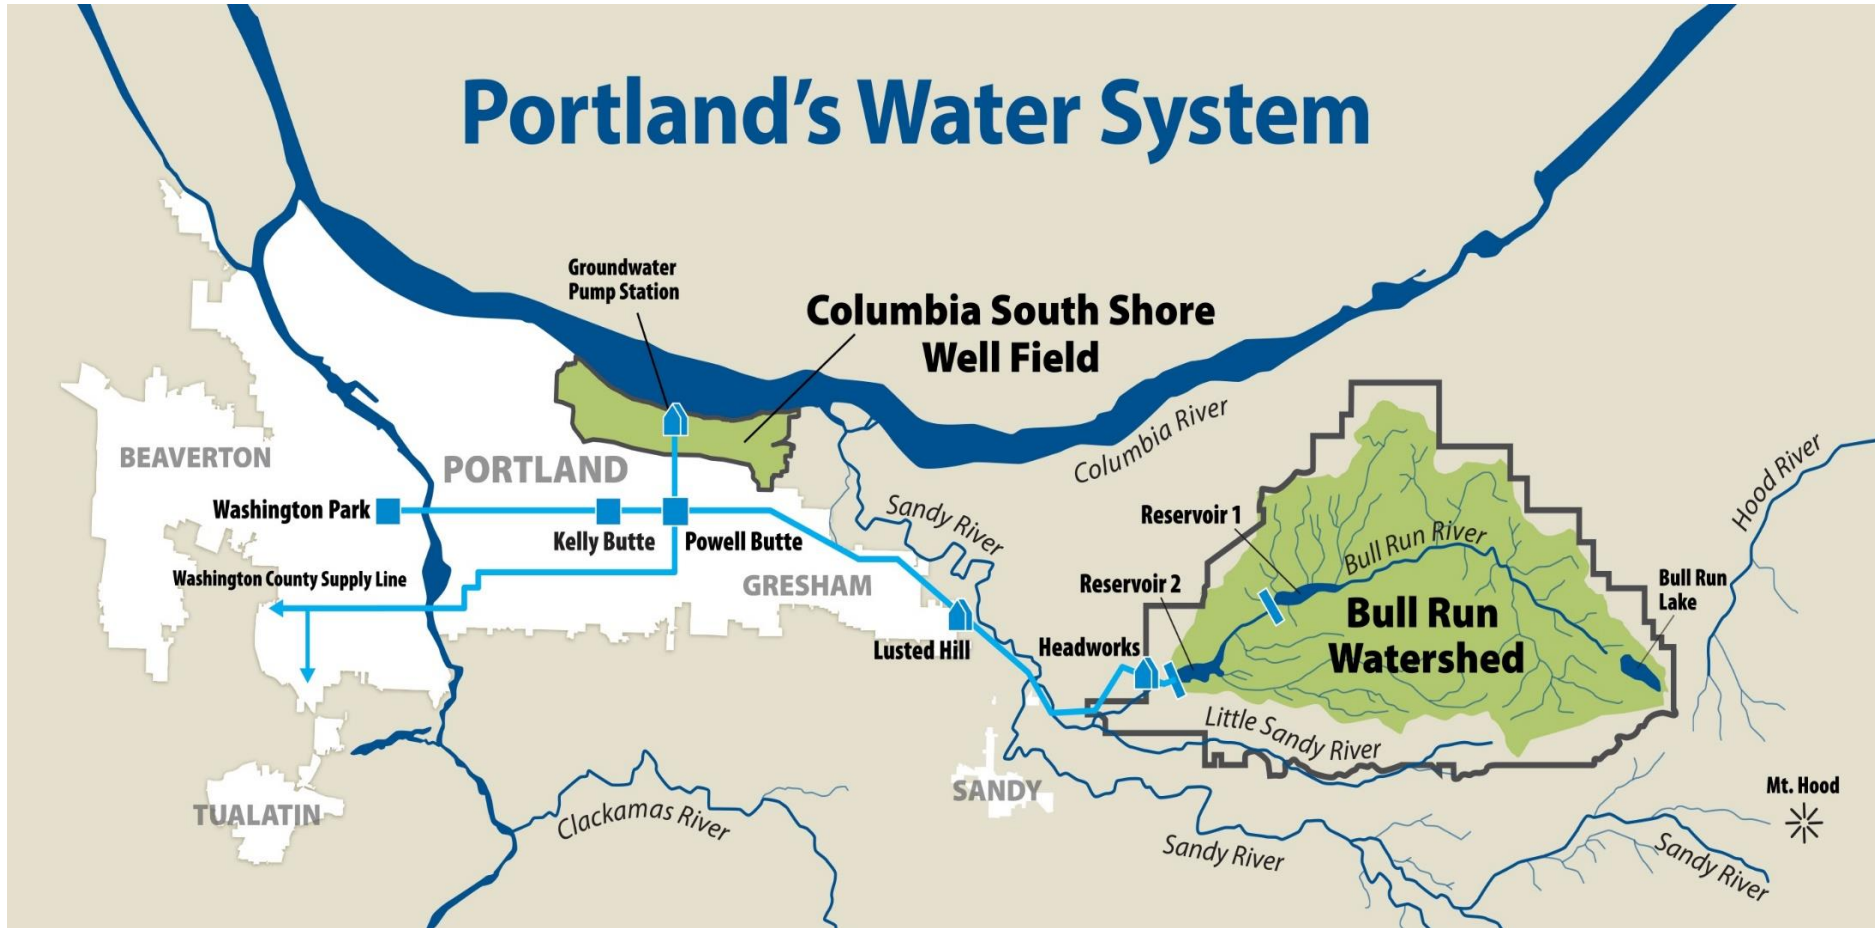 Portland's Water System
Groundwater
Pump Station
Columbia South Shore
Well Field
Columbia River
Hood River
BEAVERTON
PORTLAND
Washington Park
Kelly Butte
Powell Butte
Sandy River
Reservoir 1
Bull Run River
Washington County Supply Line
GRESHAM
Reservoir 2
Bull Run
Lake
Bull Run
Watershed
Lusted Hill
Headworks
Little Sandy River
SANDY
Mt. Hood
TUALATIN
Clackamas River
Sandy River
Sandy River